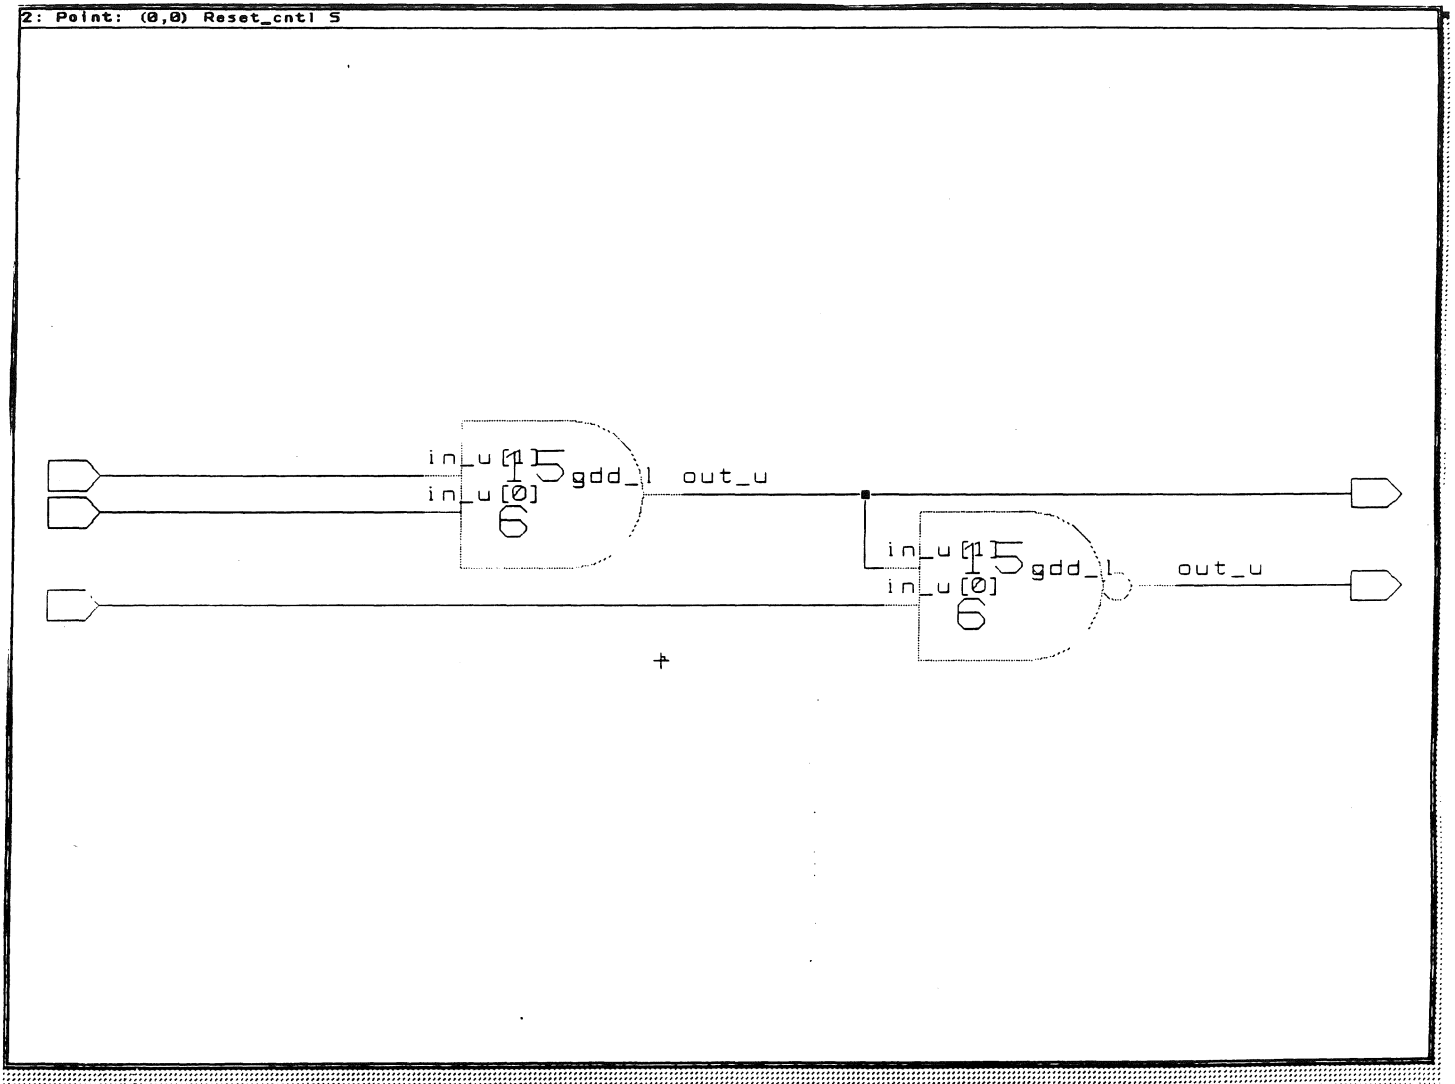 2: Point: (0,0) Reset_cntl S
in_u[1]
15
gdd_l
out_u
in_u[0]
6
in_u[1]
15
gdd_l
out_u
in_u[0]
6